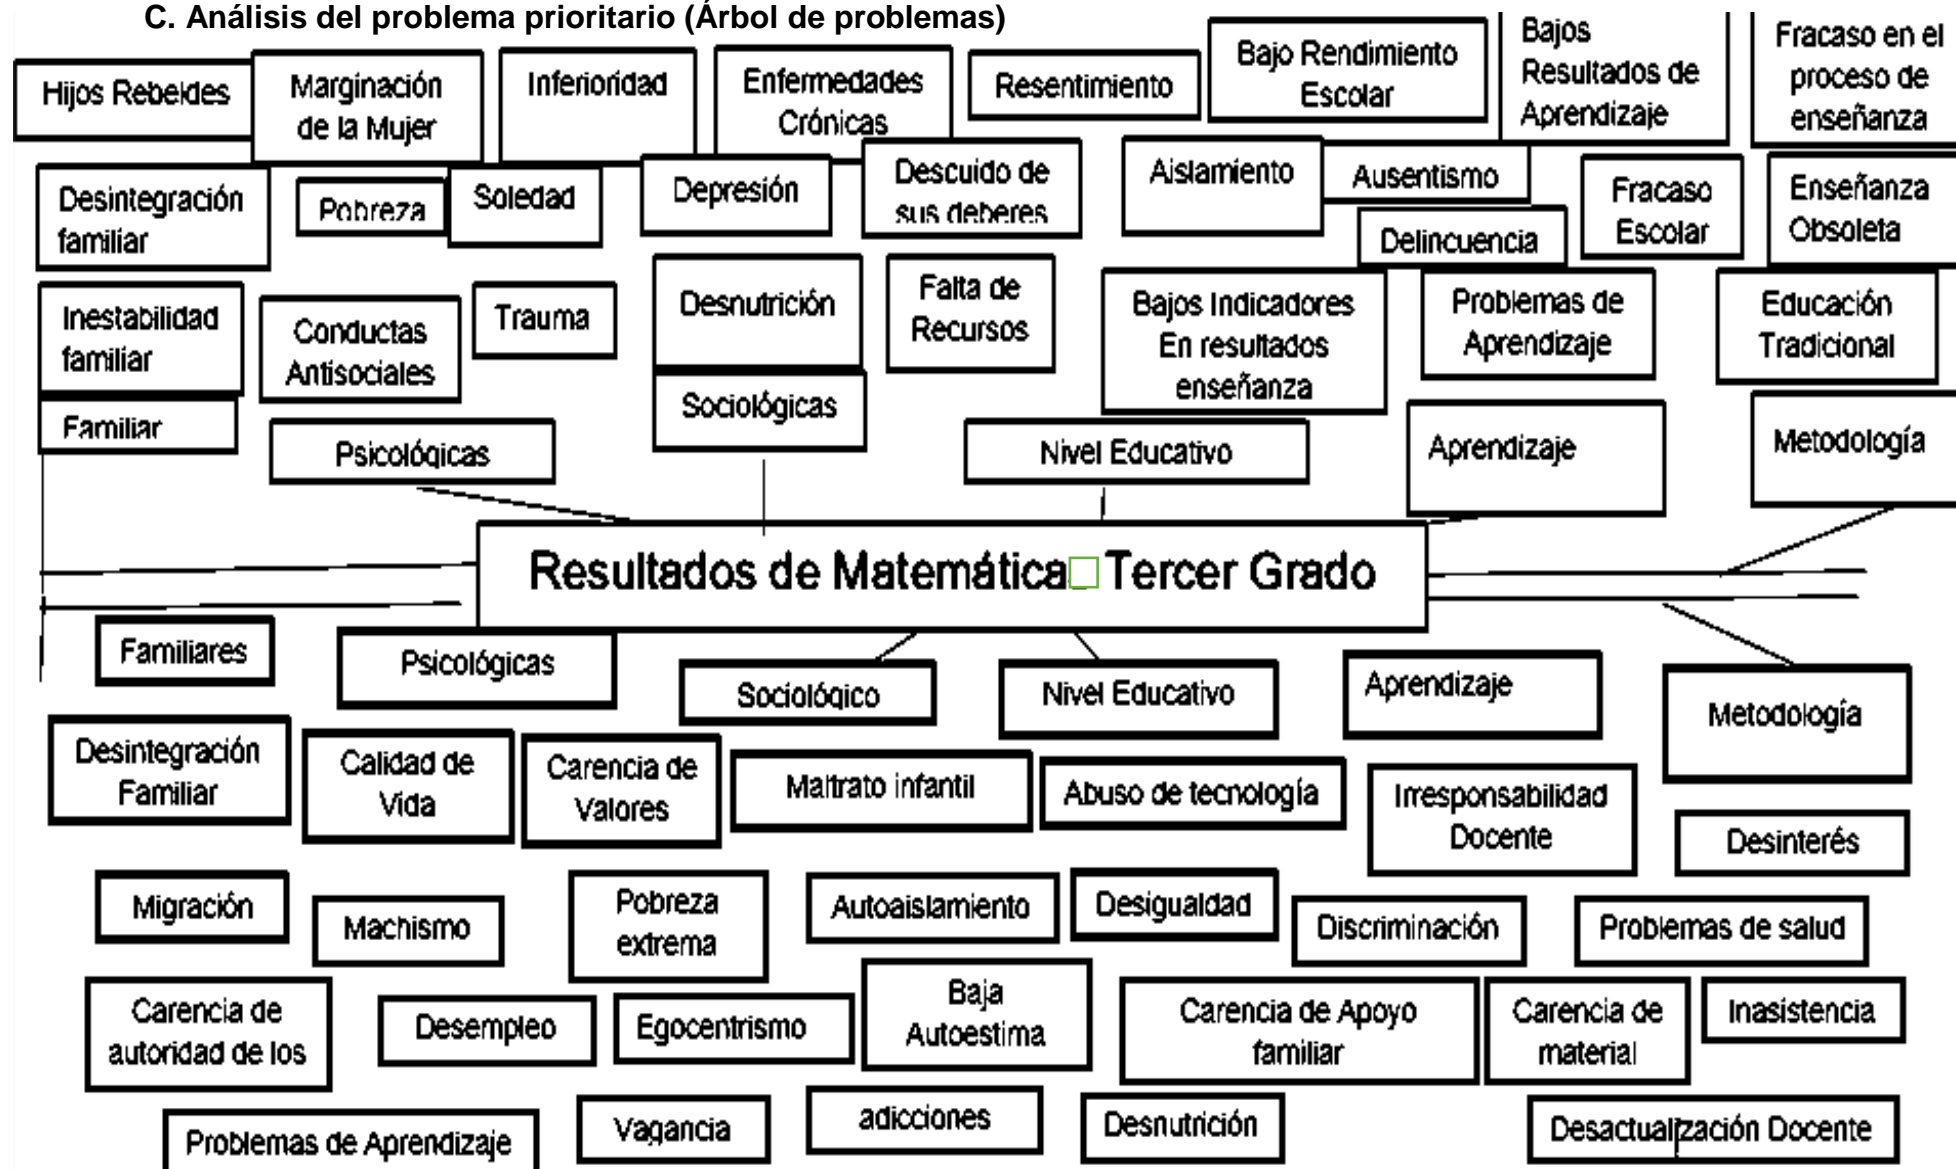 C. Análisis del problema prioritario (Árbol de problemas)
Hijos Rebeldes
Marginación
de la Mujer
Inferioridad
Enfermedades
Crónicas
Resentimiento
Bajo Rendimiento
Escolar
Bajos
Resultados de
Aprendizaje
Fracaso en el
proceso de
enseñanza
Desintegración
familiar
Pobreza
Soledad
Depresión
Descuido de
sus deberes
Aislamiento
Ausentismo
Delincuencia
Fracaso
Escolar
Enseñanza
Obsoleta
Inestabilidad
familiar
Conductas
Antisociales
Trauma
Desnutrición
Falta de
Recursos
Bajos Indicadores
En resultados
enseñanza
Problemas de
Aprendizaje
Educación
Tradicional
Familiar
Psicológicas
Sociológicas
Nivel Educativo
Aprendizaje
Metodología
Resultados de Matemática Tercer Grado
Familiares
Psicológicas
Sociológico
Nivel Educativo
Aprendizaje
Metodología
Desintegración
Familiar
Calidad de
Vida
Carencia de
Valores
Maltrato infantil
Abuso de tecnología
Irresponsabilidad
Docente
Desinterés
Migración
Machismo
Pobreza
extrema
Autoaislamiento
Desigualdad
Discriminación
Problemas de salud
Carencia de
autoridad de los
Desempleo
Egocentrismo
Baja
Autoestima
Carencia de Apoyo
familiar
Carencia de
material
Inasistencia
Problemas de Aprendizaje
Vagancia
adicciones
Desnutrición
Desactualización Docente